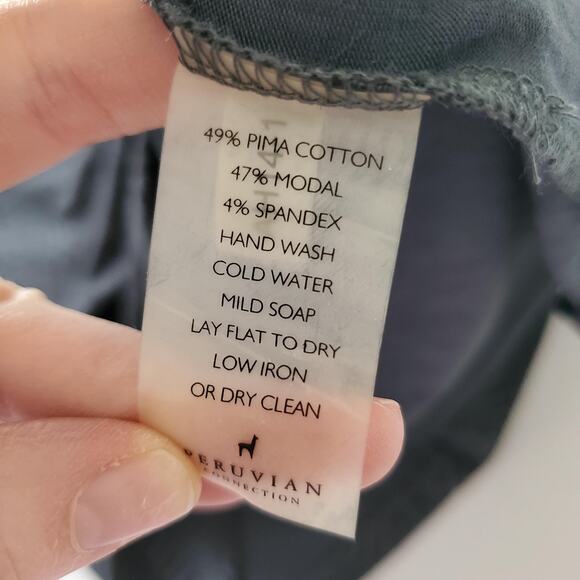 49% PIMA COTTON
47% MODAL
4% SPANDEX
HAND WASH
COLD WATER
MILD SOAP
LAY FLAT TO DRY
LOW IRON
OR DRY CLEAN
PERUVIAN
CONNECTION